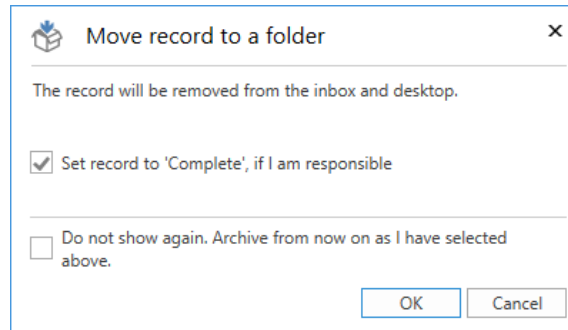 Move record to a folder
The record will be removed from the inbox and desktop.
Set record to 'Complete', if I am responsible
Do not show again. Archive from now on as I have selected
above.
OK Cancel